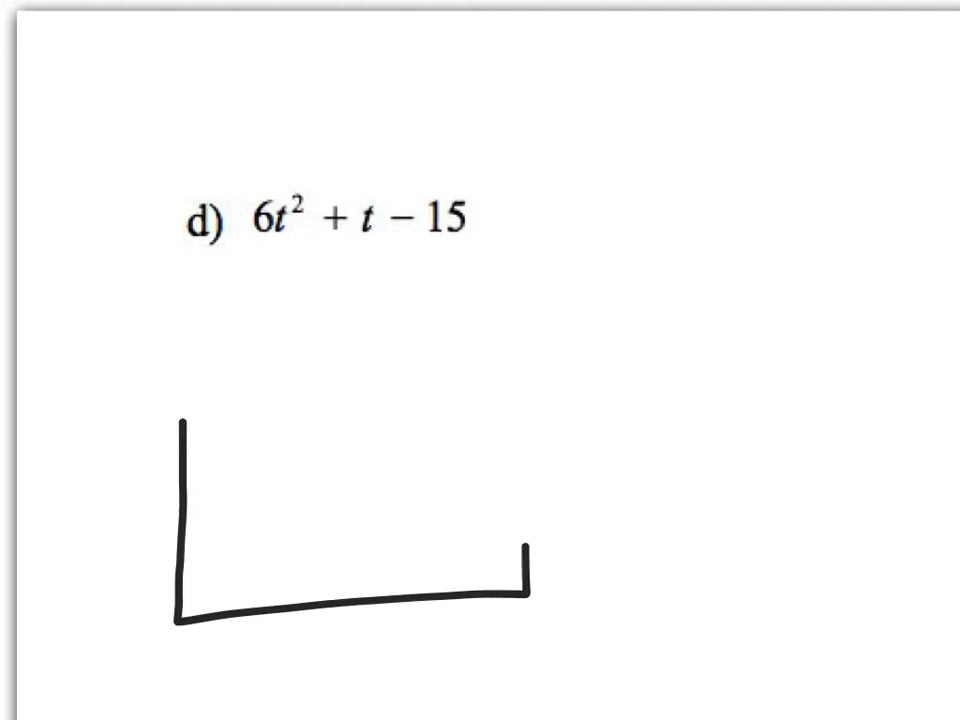 d) 6t² + t − 15